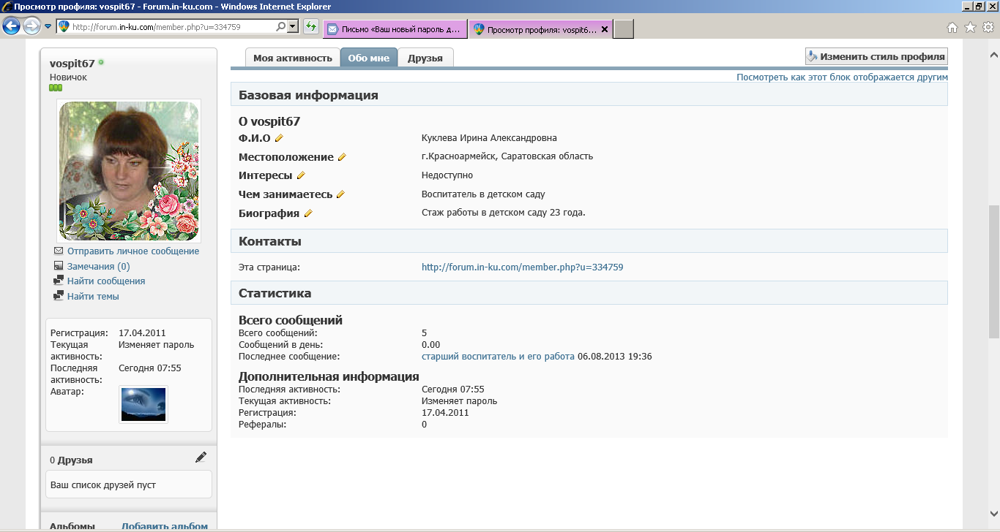 Просмотр профиля: vospit67 - Forum.in-ku.com - Windows Internet Explorer
http://forum.in-ku.com/member.php?u=334759
Письмо «Ваш новый пароль д...
Просмотр профиля: vospit6...
vospit67
Новичок
Отправить личное сообщение
Замечания (0)
Найти сообщения
Найти темы
Регистрация: 17.04.2011
Текущая активность: Изменяет пароль
Последняя активность: Сегодня 07:55
Аватар:
0 Друзья
Ваш список друзей пуст
Альбомы Добавить альбом
Моя активность Обо мне Друзья
Изменить стиль профиля
Посмотреть как этот блок отображается другим
Базовая информация
О vospit67
Ф.И.О Куклева Ирина Александровна
Местоположение г.Красноармейск, Саратовская область
Интересы Недоступно
Чем занимаетесь Воспитатель в детском саду
Биография Стаж работы в детском саду 23 года.
Контакты
Эта страница: http://forum.in-ku.com/member.php?u=334759
Статистика
Всего сообщений
Всего сообщений: 5
Сообщений в день: 0.00
Последнее сообщение: старший воспитатель и его работа 06.08.2013 19:36
Дополнительная информация
Последняя активность: Сегодня 07:55
Текущая активность: Изменяет пароль
Регистрация: 17.04.2011
Рефералы: 0